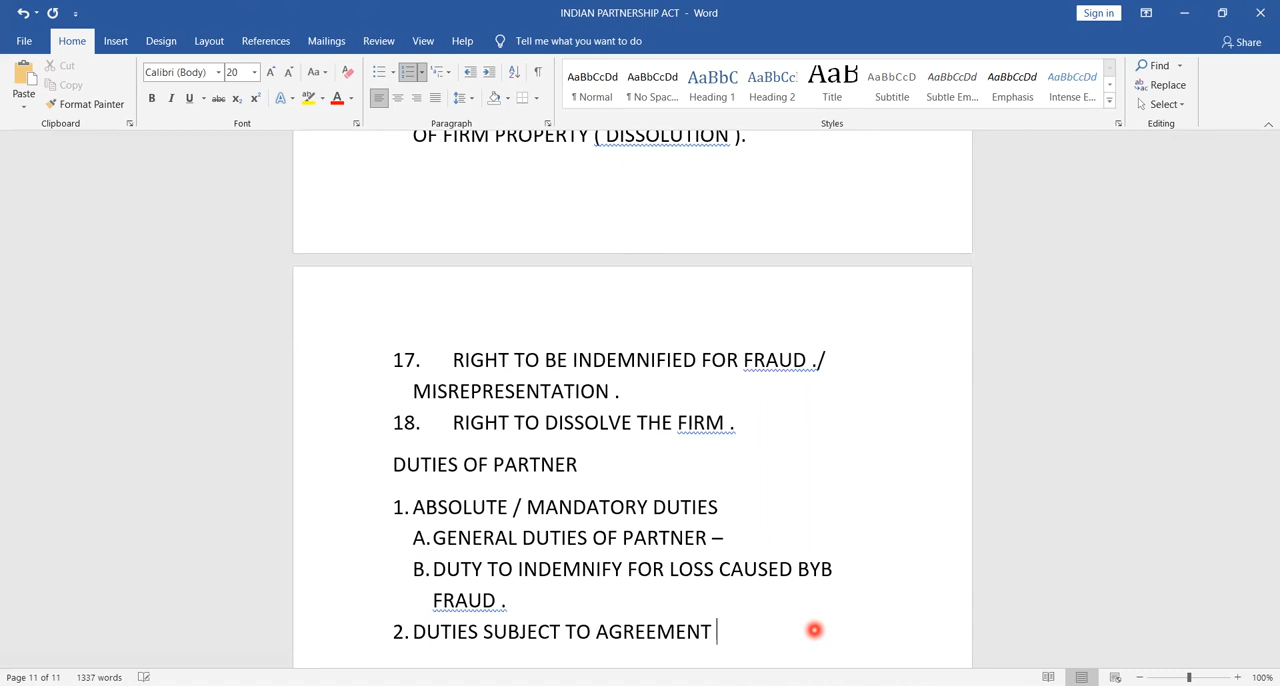 INDIAN PARTNERSHIP ACT - Word
Sign in
File Home Insert Design Layout References Mailings Review View Help Tell me what you want to do Share
Paste Cut Copy Format Painter
Calibri (Body) 20 Aa
B I U abc X₂ X² A A
AaBbCcDd AaBbCcDd AaBbC AaBbCc AaB AaBbCcD AaBbCcDd AaBbCcDd AaBbCcDd
¶ Normal ¶ No Spac... Heading 1 Heading 2 Title Subtitle Subtle Em... Emphasis Intense E...
Find
Replace
Select
Clipboard Font Paragraph Styles Editing
OF FIRM PROPERTY ( DISSOLUTION ).
17. RIGHT TO BE INDEMNIFIED FOR FRAUD ./
MISREPRESENTATION .
18. RIGHT TO DISSOLVE THE FIRM .
DUTIES OF PARTNER
1. ABSOLUTE / MANDATORY DUTIES
A. GENERAL DUTIES OF PARTNER –
B. DUTY TO INDEMNIFY FOR LOSS CAUSED BYB
FRAUD .
2. DUTIES SUBJECT TO AGREEMENT
Page 11 of 11 1337 words 100%